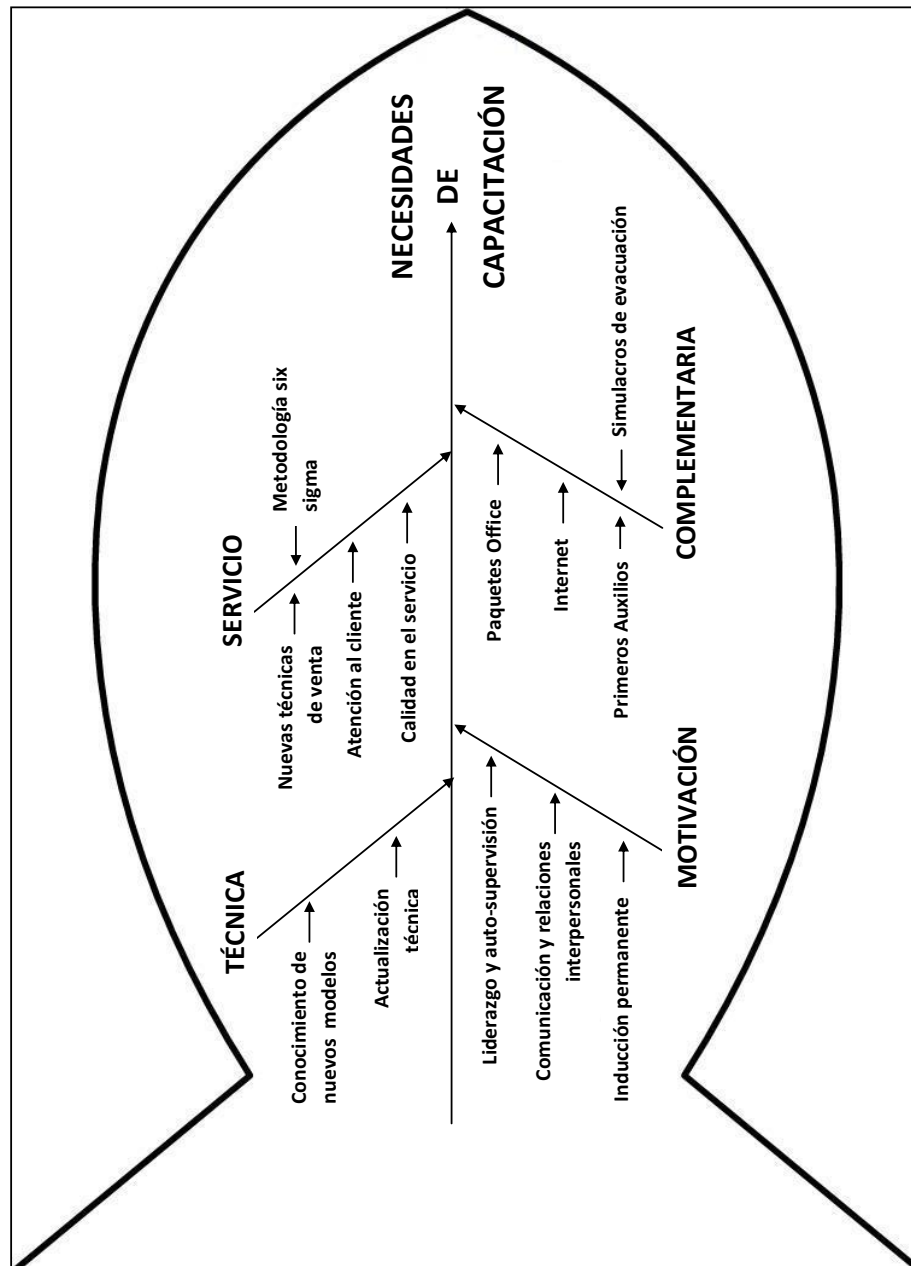 TÉCNICA
Conocimiento de
nuevos modelos
Actualización
técnica
SERVICIO
Nuevas técnicas
de venta
Metodología six
sigma
Atención al cliente
Calidad en el servicio
NECESIDADES
DE
CAPACITACIÓN
Liderazgo y auto-supervisión
Comunicación y relaciones
interpersonales
Inducción permanente
MOTIVACIÓN
Paquetes Office
Internet
Primeros Auxilios
Simulacros de evacuación
COMPLEMENTARIA